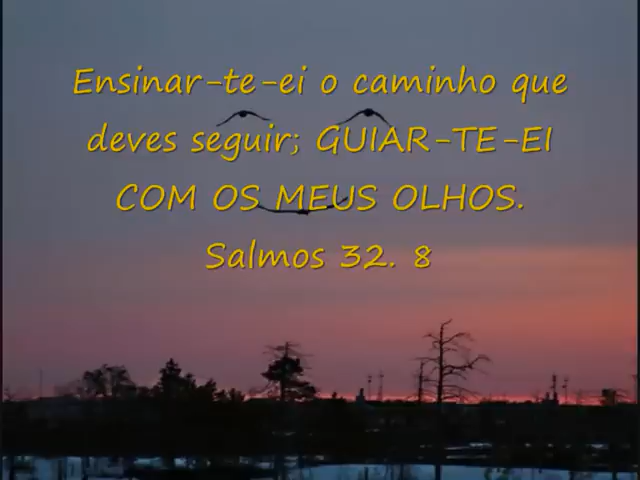 Ensinar-te-ei o caminho que
deves seguir; GUIAR-TE-EI
COM OS MEUS OLHOS.
Salmos 32. 8